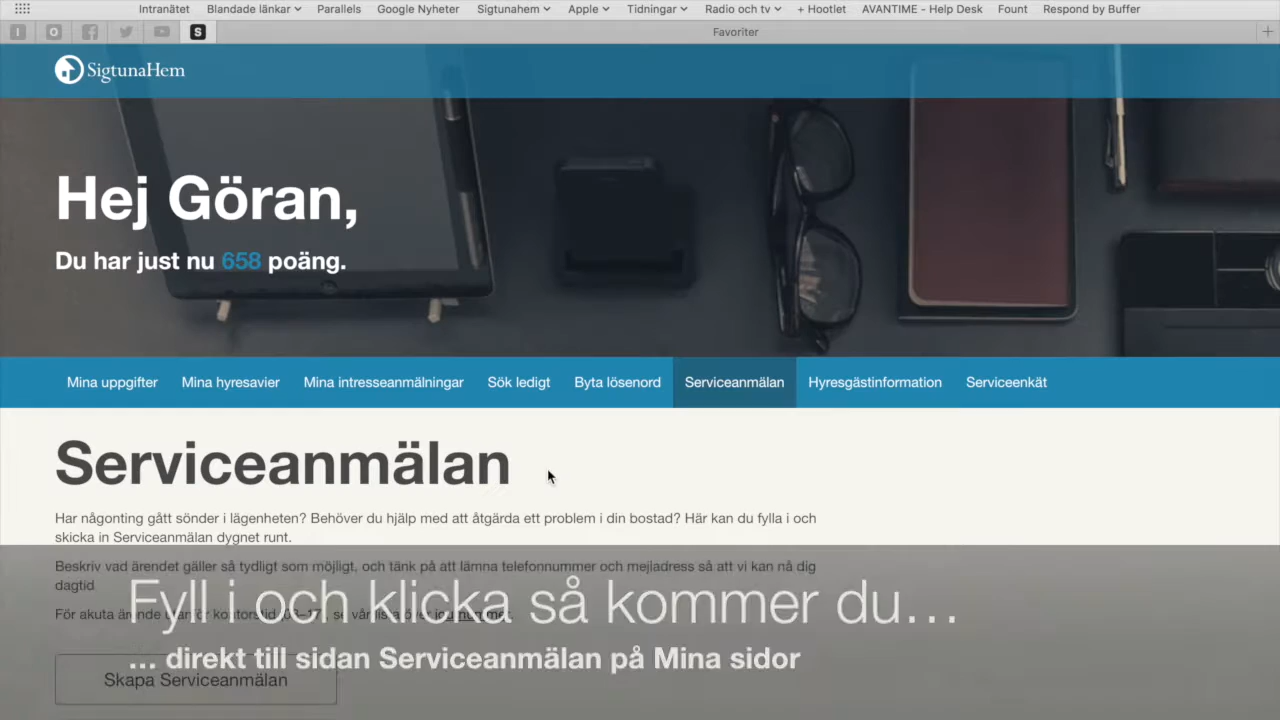 Intranätet Blandade länkar Parallels Google Nyheter Sigtunahem Apple Tidningar Radio och tv + Hootlet AVANTIME - Help Desk Fount Respond by Buffer
I O S Favoriter +
SigtunaHem
Hej Göran,
Du har just nu 658 poäng.
Mina uppgifter Mina hyresavier Mina intresseanmälningar Sök ledigt Byta lösenord Serviceanmälan Hyresgästinformation Serviceenkät
Serviceanmälan
Har någonting gått sönder i lägenheten? Behöver du hjälp med att åtgärda ett problem i din bostad? Här kan du fylla i och
skicka in Serviceanmälan dygnet runt.
Beskriv vad ärendet gäller så tydligt som möjligt, och tänk på att lämna telefonnummer och mejladress så att vi kan nå dig
dagtid
För akuta ärende utanför kontorstid
Fyll i och klicka så kommer du...
... direkt till sidan Serviceanmälan på Mina sidor
Skapa Serviceanmälan